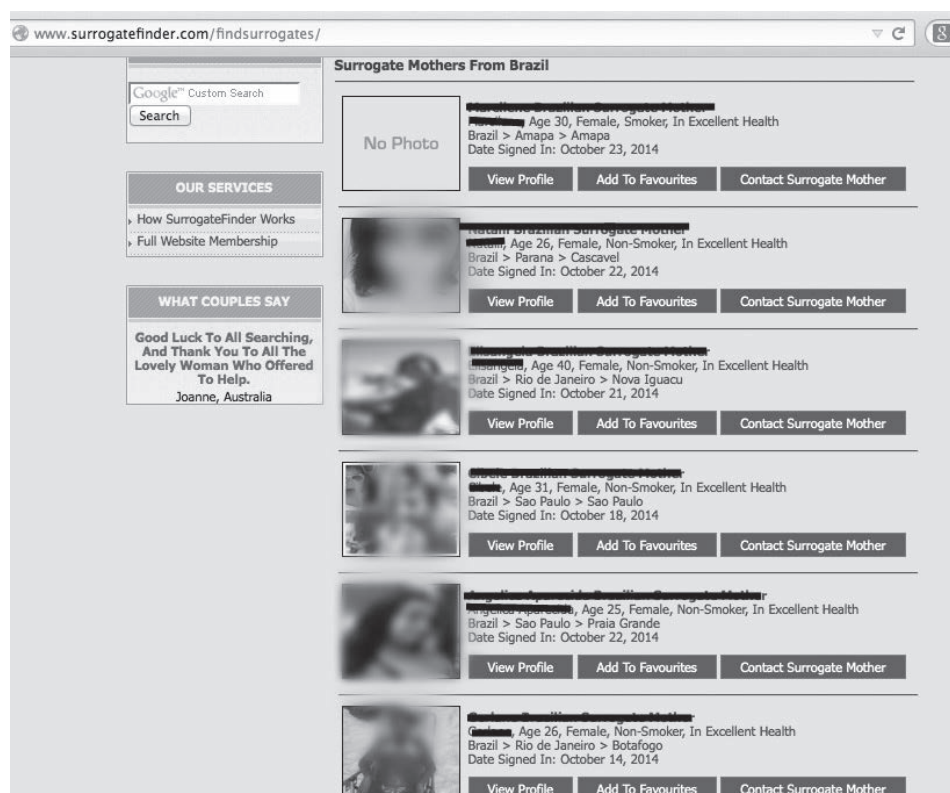 www.surrogatefinder.com/findsurrogates/
Google™ Custom Search
Search
OUR SERVICES
How SurrogateFinder Works
Full Website Membership
WHAT COUPLES SAY
Good Luck To All Searching,
And Thank You To All The
Lovely Woman Who Offered
To Help.
Joanne, Australia
Surrogate Mothers From Brazil
No Photo
, Age 30, Female, Smoker, In Excellent Health
Brazil > Amapa > Amapa
Date Signed In: October 23, 2014
View Profile Add To Favourites Contact Surrogate Mother
, Age 26, Female, Non-Smoker, In Excellent Health
Brazil > Parana > Cascavel
Date Signed In: October 22, 2014
View Profile Add To Favourites Contact Surrogate Mother
, Age 40, Female, Non-Smoker, In Excellent Health
Brazil > Rio de Janeiro > Nova Iguacu
Date Signed In: October 21, 2014
View Profile Add To Favourites Contact Surrogate Mother
, Age 31, Female, Non-Smoker, In Excellent Health
Brazil > Sao Paulo > Sao Paulo
Date Signed In: October 18, 2014
View Profile Add To Favourites Contact Surrogate Mother
, Age 25, Female, Non-Smoker, In Excellent Health
Brazil > Sao Paulo > Praia Grande
Date Signed In: October 22, 2014
View Profile Add To Favourites Contact Surrogate Mother
, Age 26, Female, Non-Smoker, In Excellent Health
Brazil > Rio de Janeiro > Botafogo
Date Signed In: October 14, 2014
View Profile Add To Favourites Contact Surrogate Mother